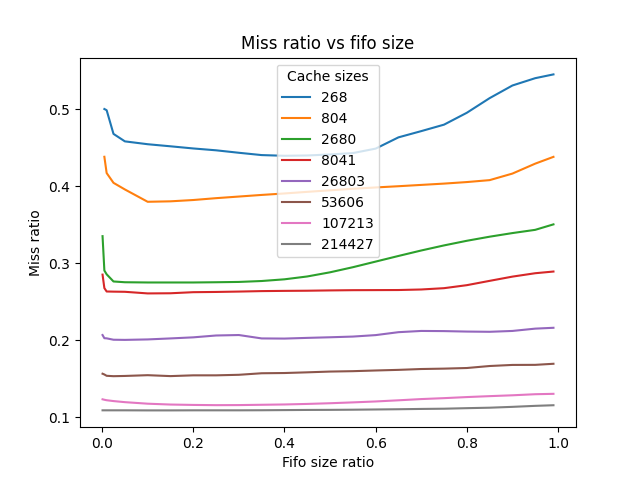 Miss ratio vs fifo size
Cache sizes
268
804
2680
8041
26803
53606
107213
214427
0.5
0.4
0.3
0.2
0.1
Miss ratio
0.0 0.2 0.4 0.6 0.8 1.0
Fifo size ratio